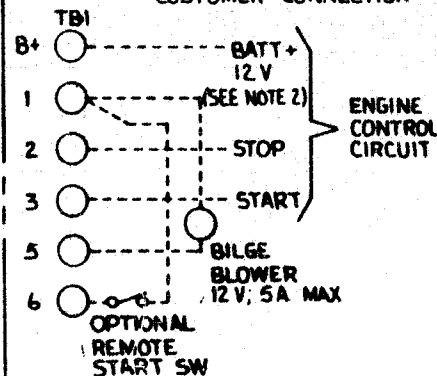 CUSTOMER CONNECTION
TB1
B+
BATT+
12 V
1
(SEE NOTE 2)
ENGINE
CONTROL
CIRCUIT
2
STOP
3
START
5
BILGE
BLOWER
12 V; 5A MAX
6
OPTIONAL
REMOTE
START SW